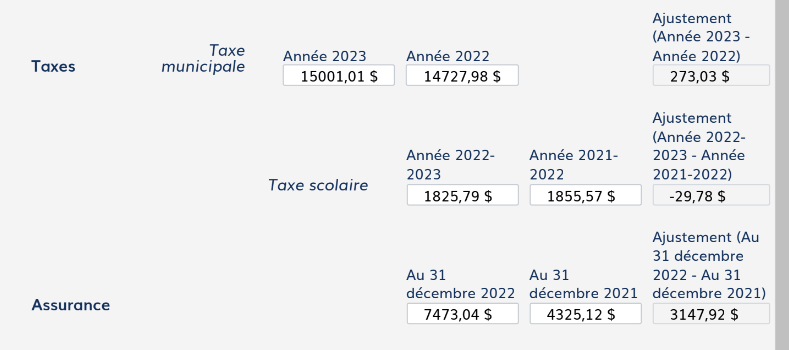 Ajustement
(Année 2023 -
Année 2022)
Taxes
Taxe
municipale
Année 2023
Année 2022
15001,01 $
14727,98 $
273,03 $
Ajustement
(Année 2022-
2023 - Année
2021-2022)
Année 2022-
2023
Année 2021-
2022
Taxe scolaire
1825,79 $
1855,57 $
-29,78 $
Ajustement (Au
31 décembre
2022 - Au 31
décembre 2021)
Au 31
décembre 2022
Au 31
décembre 2021
Assurance
7473,04 $
4325,12 $
3147,92 $